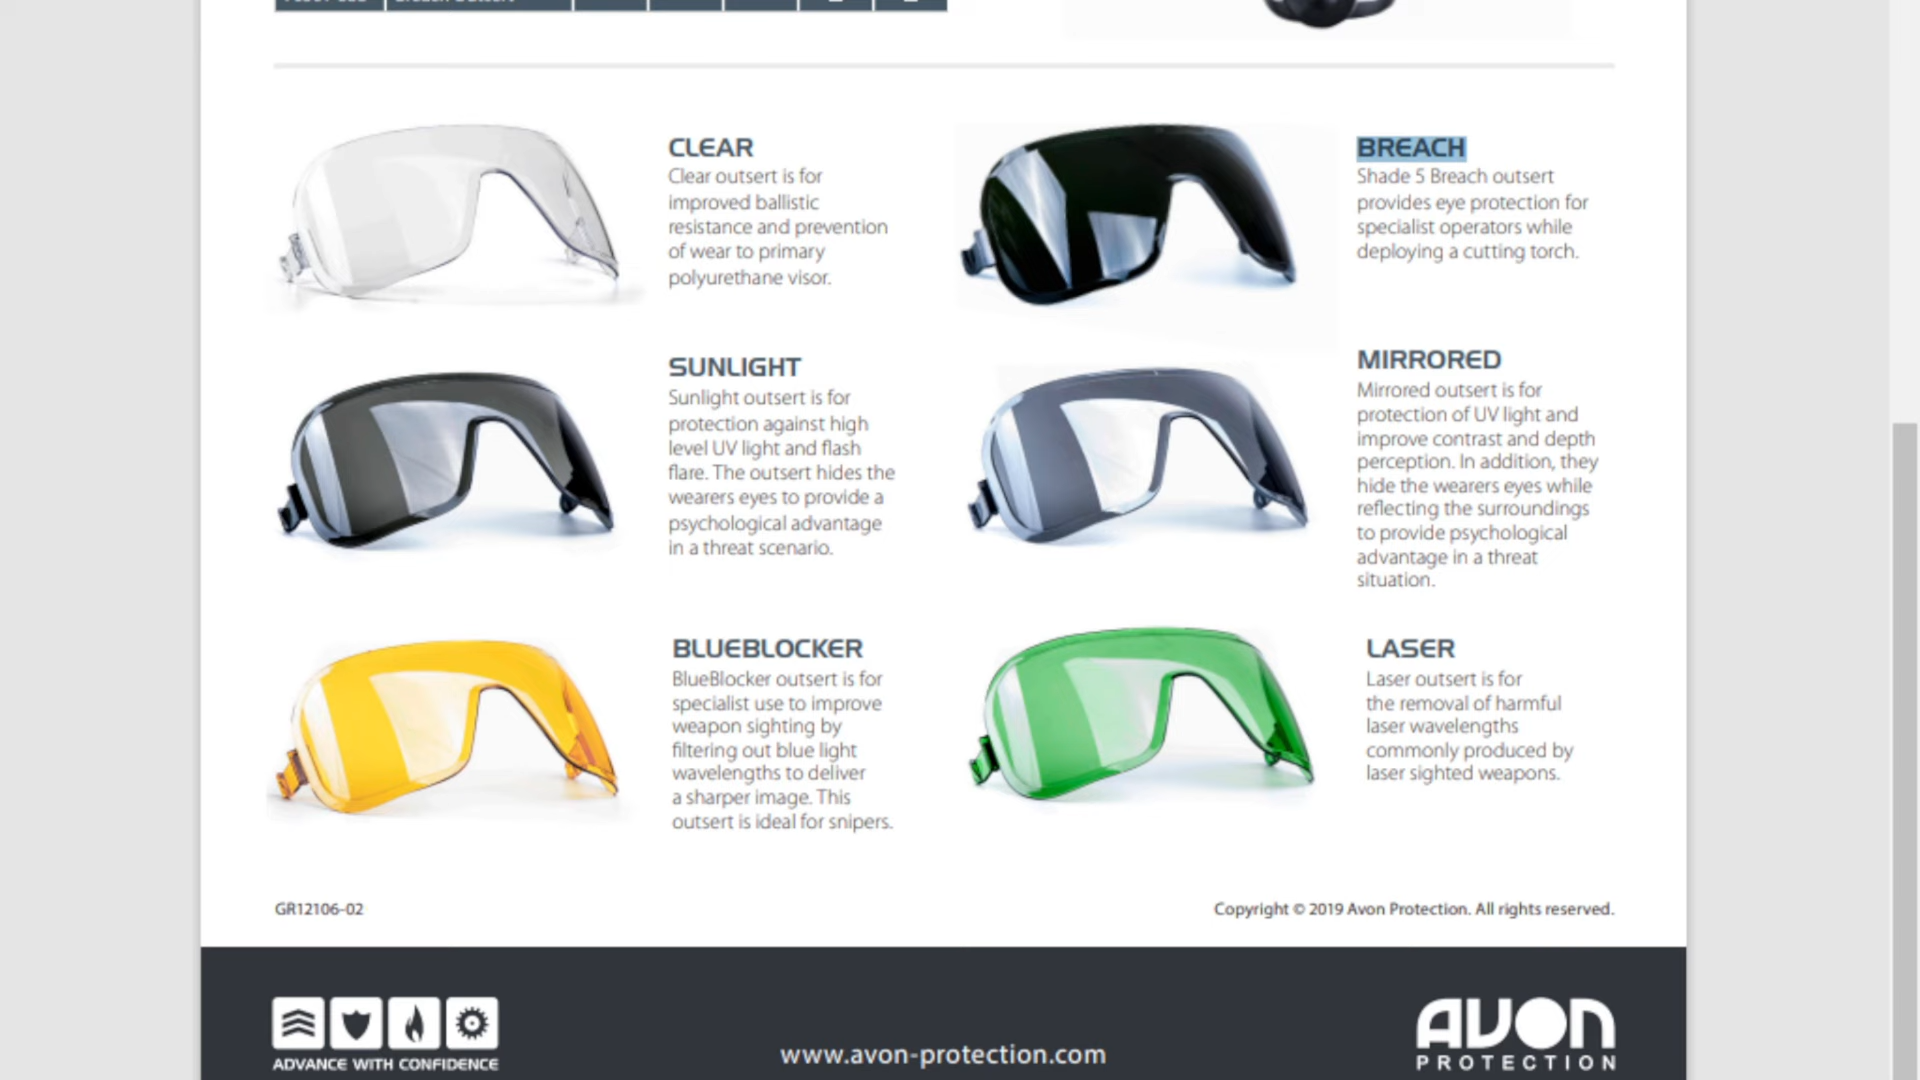 CLEAR
Clear outsert is for
improved ballistic
resistance and prevention
of wear to primary
polyurethane visor.
BREACH
Shade 5 Breach outsert
provides eye protection for
specialist operators while
deploying a cutting torch.
SUNLIGHT
Sunlight outsert is for
protection against high
level UV light and flash
flare. The outsert hides the
wearers eyes to provide a
psychological advantage
in a threat scenario.
MIRRORED
Mirrored outsert is for
protection of UV light and
improve contrast and depth
perception. In addition, they
hide the wearers eyes while
reflecting the surroundings
to provide psychological
advantage in a threat
situation.
BLUEBLOCKER
BlueBlocker outsert is for
specialist use to improve
weapon sighting by
filtering out blue light
wavelengths to deliver
a sharper image. This
outsert is ideal for snipers.
LASER
Laser outsert is for
the removal of harmful
laser wavelengths
commonly produced by
laser sighted weapons.
GR12106-02
Copyright © 2019 Avon Protection. All rights reserved.
ADVANCE WITH CONFIDENCE
www.avon-protection.com
AVON
PROTECTION